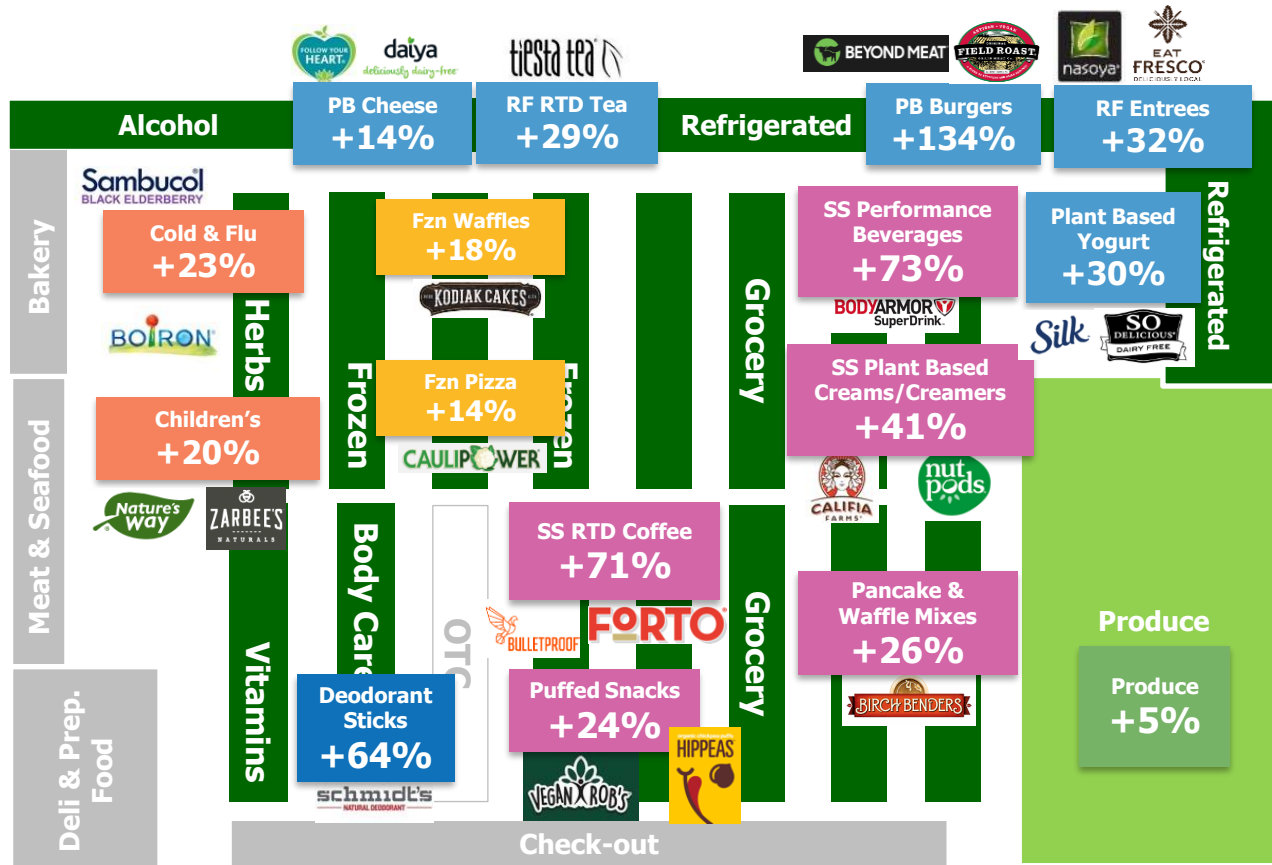 FOLLOW YOUR
HEART
daiya
deliciously dairy-free
tiesta tea
BEYOND MEAT
FIELD ROAST
nasoya
EAT
FRESCO
DELICIOUSLY LOCAL
Alcohol
PB Cheese
+14%
RF RTD Tea
+29%
Refrigerated
PB Burgers
+134%
RF Entrees
+32%
Bakery
Sambucol
BLACK ELDERBERRY
Cold & Flu
+23%
BOIRON
Herbs
Frozen
Fzn Waffles
+18%
KODIAK CAKES
Fzn Pizza
+14%
CAULIPOWER
Frozen
Grocery
SS Performance
Beverages
+73%
BODYARMOR
SuperDrink
Plant Based
Yogurt
+30%
Silk
SO
DELICIOUS
DAIRY FREE
Refrigerated
SS Plant Based
Creams/Creamers
+41%
CALIFIA
FARMS
nut
pods
Meat & Seafood
Children's
+20%
Nature's
Way
ZARBEE'S
NATURALS
Body Care
OTC
SS RTD Coffee
+71%
BULLETPROOF
FORTO
Grocery
Pancake &
Waffle Mixes
+26%
BIRCH BENDERS
Produce
Produce
+5%
Deli & Prep.
Food
Vitamins
Deodorant
Sticks
+64%
schmidt's
NATURAL DEODORANT
Puffed Snacks
+24%
VEGAN ROB'S
HIPPEAS
Check-out